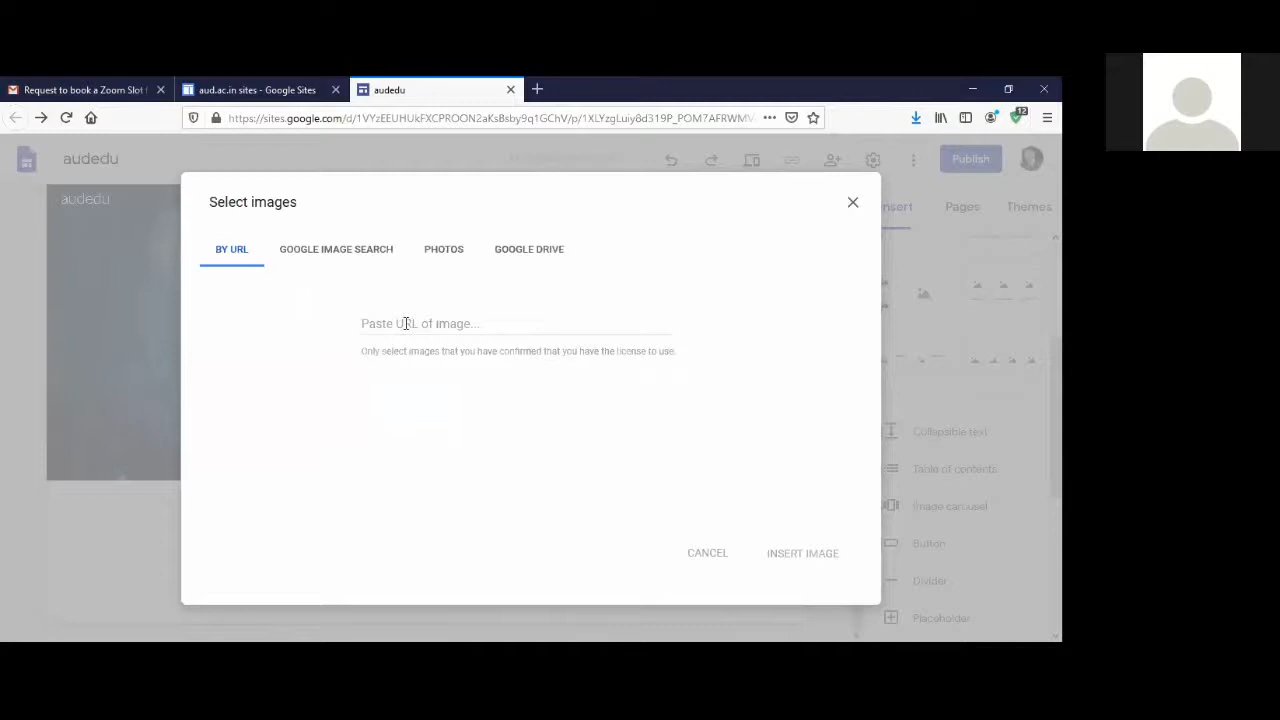 Request to book a Zoom Slot f
aud.ac.in sites - Google Sites
audedu
https://sites.google.com/d/1VYzEEUHUkFXCPROON2aKsBsby9q1GChV/p/1XLYzgLuiy8d319P_POM7AFRWMV
12
audedu
Publish
audedu
Select images
Insert
Pages
Themes
BY URL
GOOGLE IMAGE SEARCH
PHOTOS
GOOGLE DRIVE
Paste URL of image...
Only select images that you have confirmed that you have the license to use.
Collapsible text
Table of contents
Image carousel
Button
Divider
Placeholder
CANCEL
INSERT IMAGE